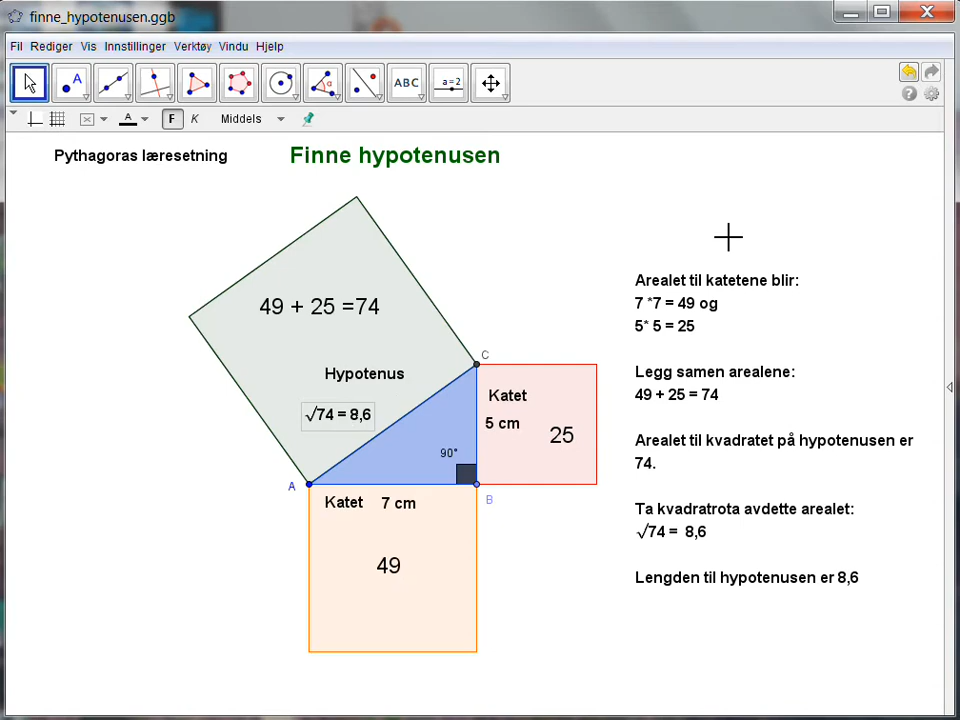 finne_hypotenusen.ggb
Fil Rediger Vis Innstillinger Verktøy Vindu Hjelp
A
α
ABC
a=2
A F K Middels
Pythagoras læresetning
Finne hypotenusen
49 + 25 =74
Hypotenus
√74 = 8,6
C
Katet
5 cm
25
90°
A
B
Katet 7 cm
49
Arealet til katetene blir:
7 *7 = 49 og
5* 5 = 25
Legg samen arealene:
49 + 25 = 74
Arealet til kvadratet på hypotenusen er
74.
Ta kvadratrota avdette arealet:
√74 = 8,6
Lengden til hypotenusen er 8,6